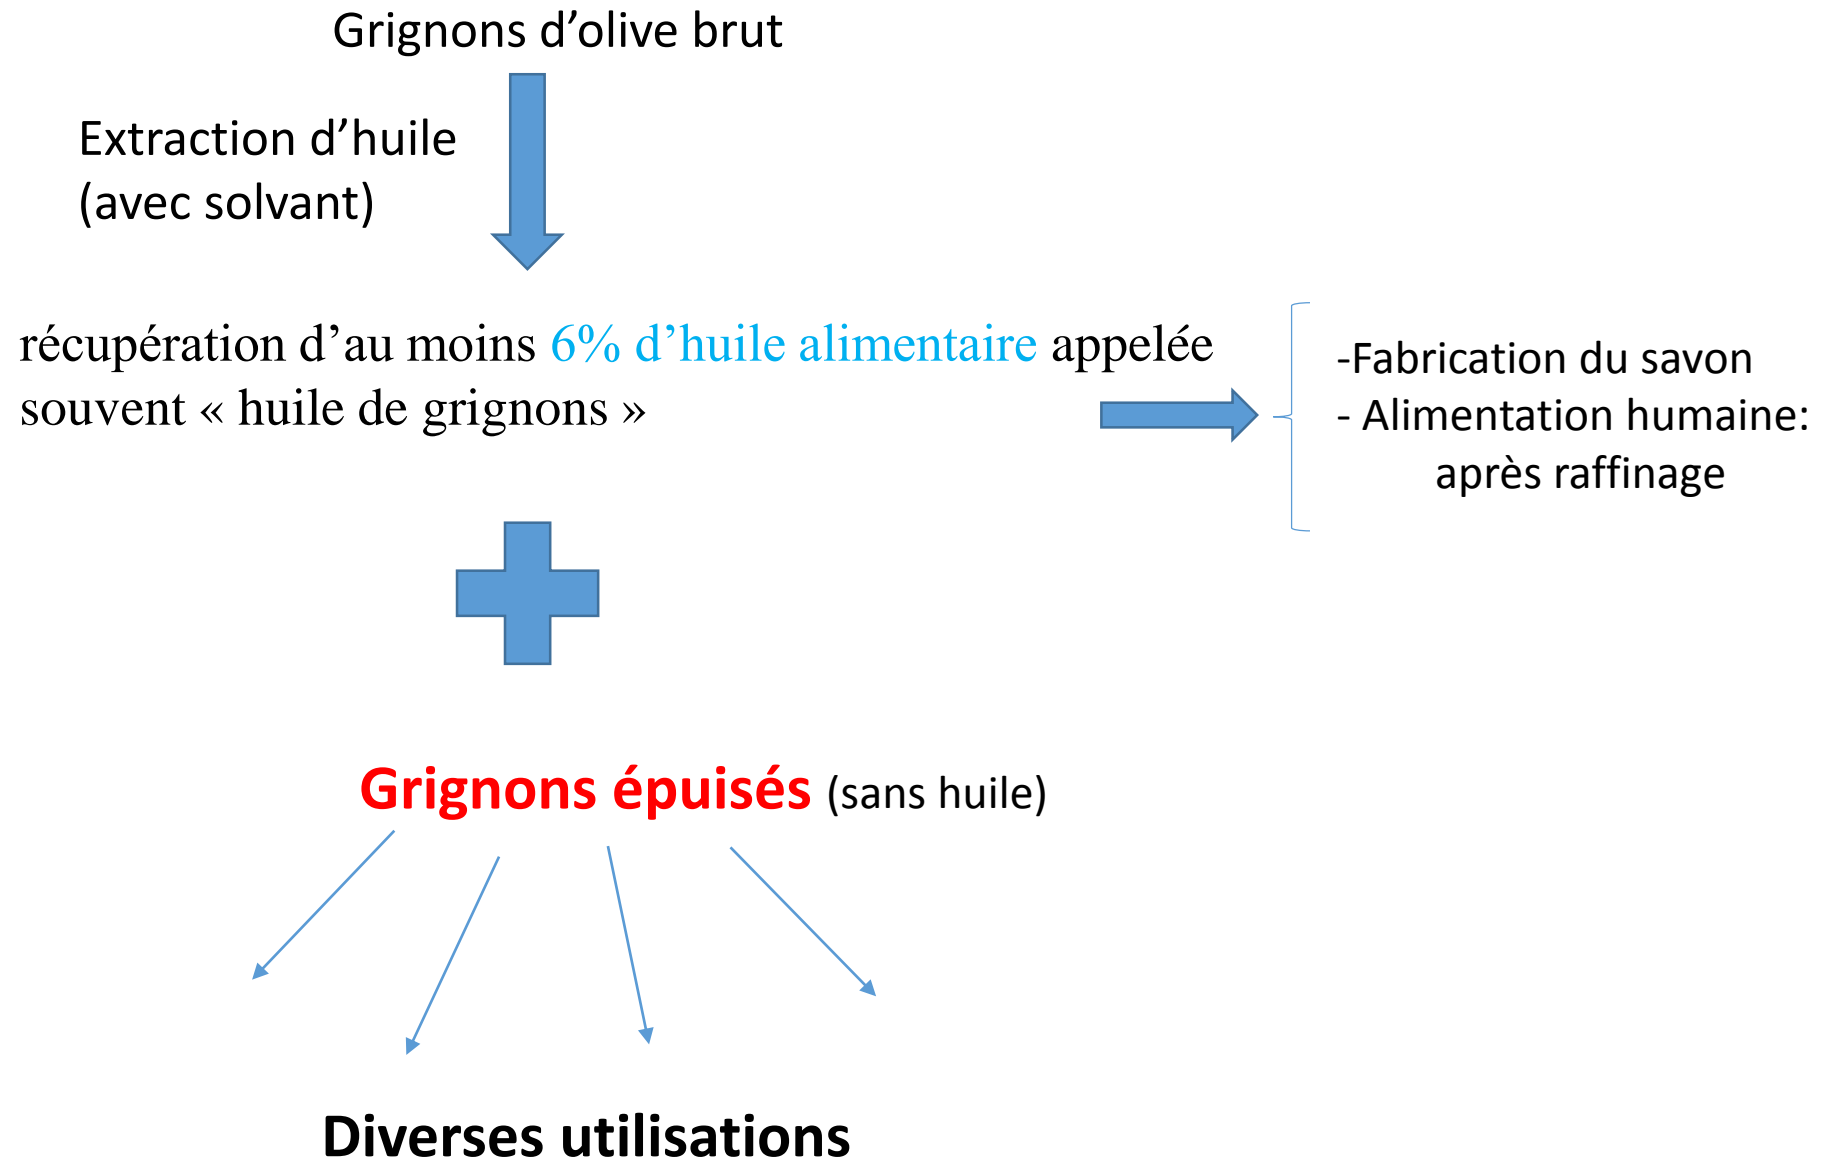 Grignons d’olive brut
Extraction d’huile
(avec solvant)
récupération d’au moins 6% d’huile alimentaire appelée
souvent « huile de grignons »
-Fabrication du savon
- Alimentation humaine:
après raffinage
Grignons épuisés (sans huile)
Diverses utilisations